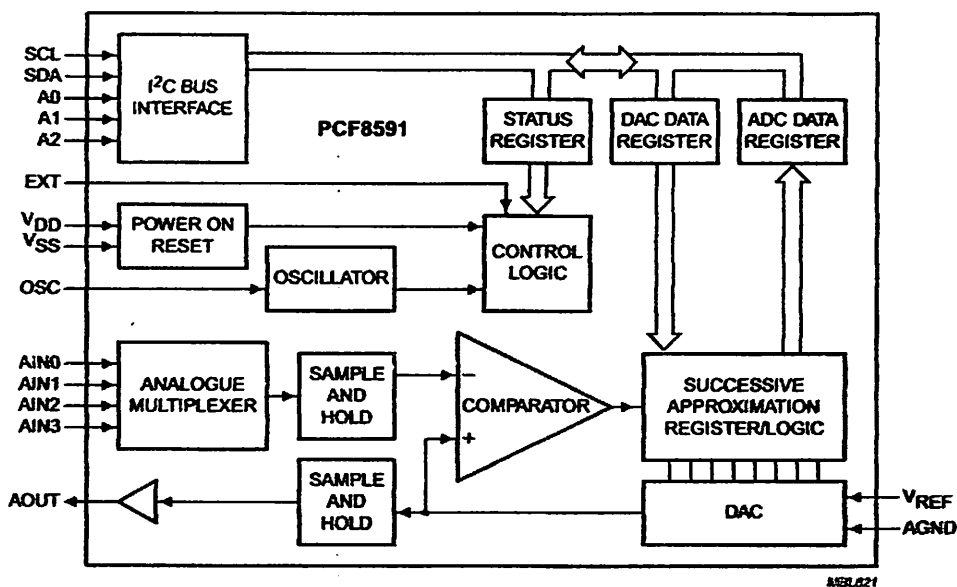 SCL
SDA
A0
A1
A2
I²C BUS
INTERFACE
PCF8591
STATUS
REGISTER
DAC DATA
REGISTER
ADC DATA
REGISTER
EXT
VDD
VSS
POWER ON
RESET
OSC
OSCILLATOR
CONTROL
LOGIC
AIN0
AIN1
AIN2
AIN3
ANALOGUE
MULTIPLEXER
SAMPLE
AND
HOLD
−
COMPARATOR
+
SUCCESSIVE
APPROXIMATION
REGISTER/LOGIC
AOUT
SAMPLE
AND
HOLD
DAC
VREF
AGND
MBL821